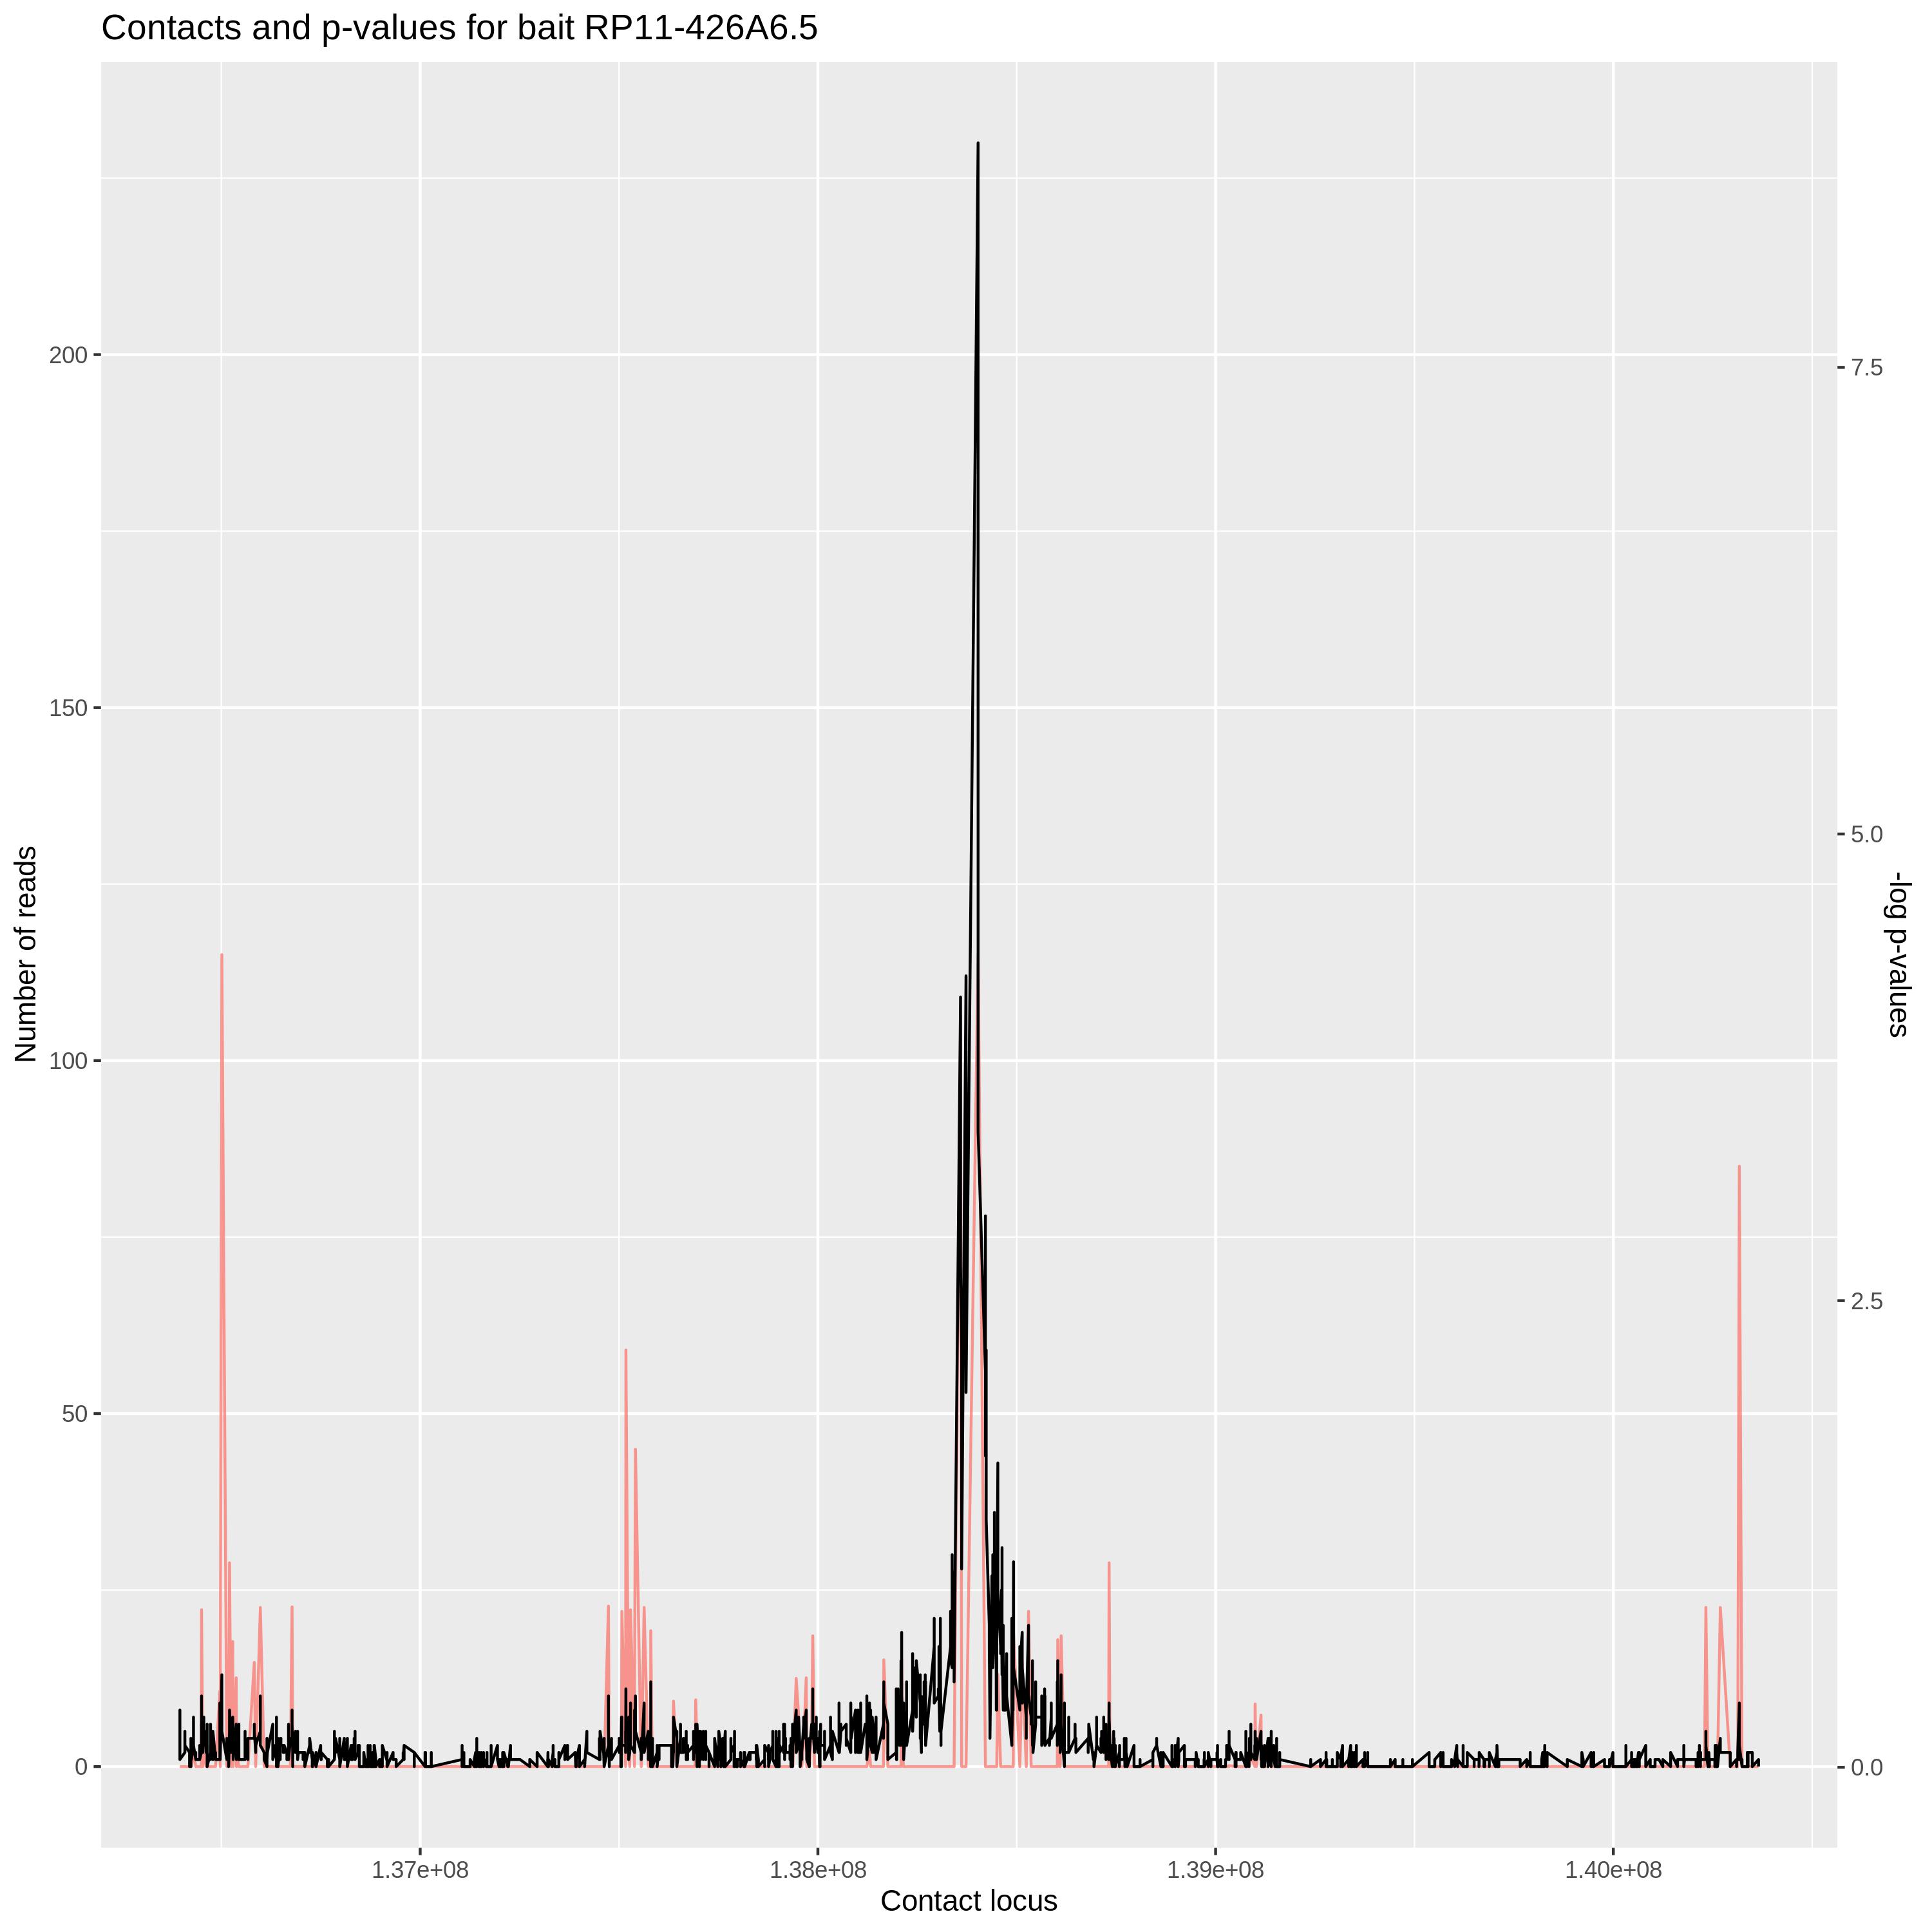 Contacts and p-values for bait RP11-426A6.5
Number of reads
200
150
100
50
0
7.5
5.0
2.5
0.0
-log p-values
1.37e+08 1.38e+08 1.39e+08 1.40e+08
Contact locus